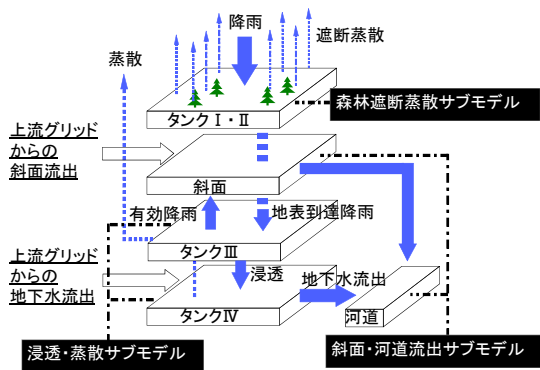 降雨
遮断蒸散
蒸散
タンクⅠ・Ⅱ
森林遮断蒸散サブモデル
上流グリッド
からの
斜面流出
斜面
有効降雨
地表到達降雨
タンクⅢ
上流グリッド
からの
地下水流出
浸透
地下水流出
タンクⅣ
河道
浸透・蒸散サブモデル
斜面・河道流出サブモデル